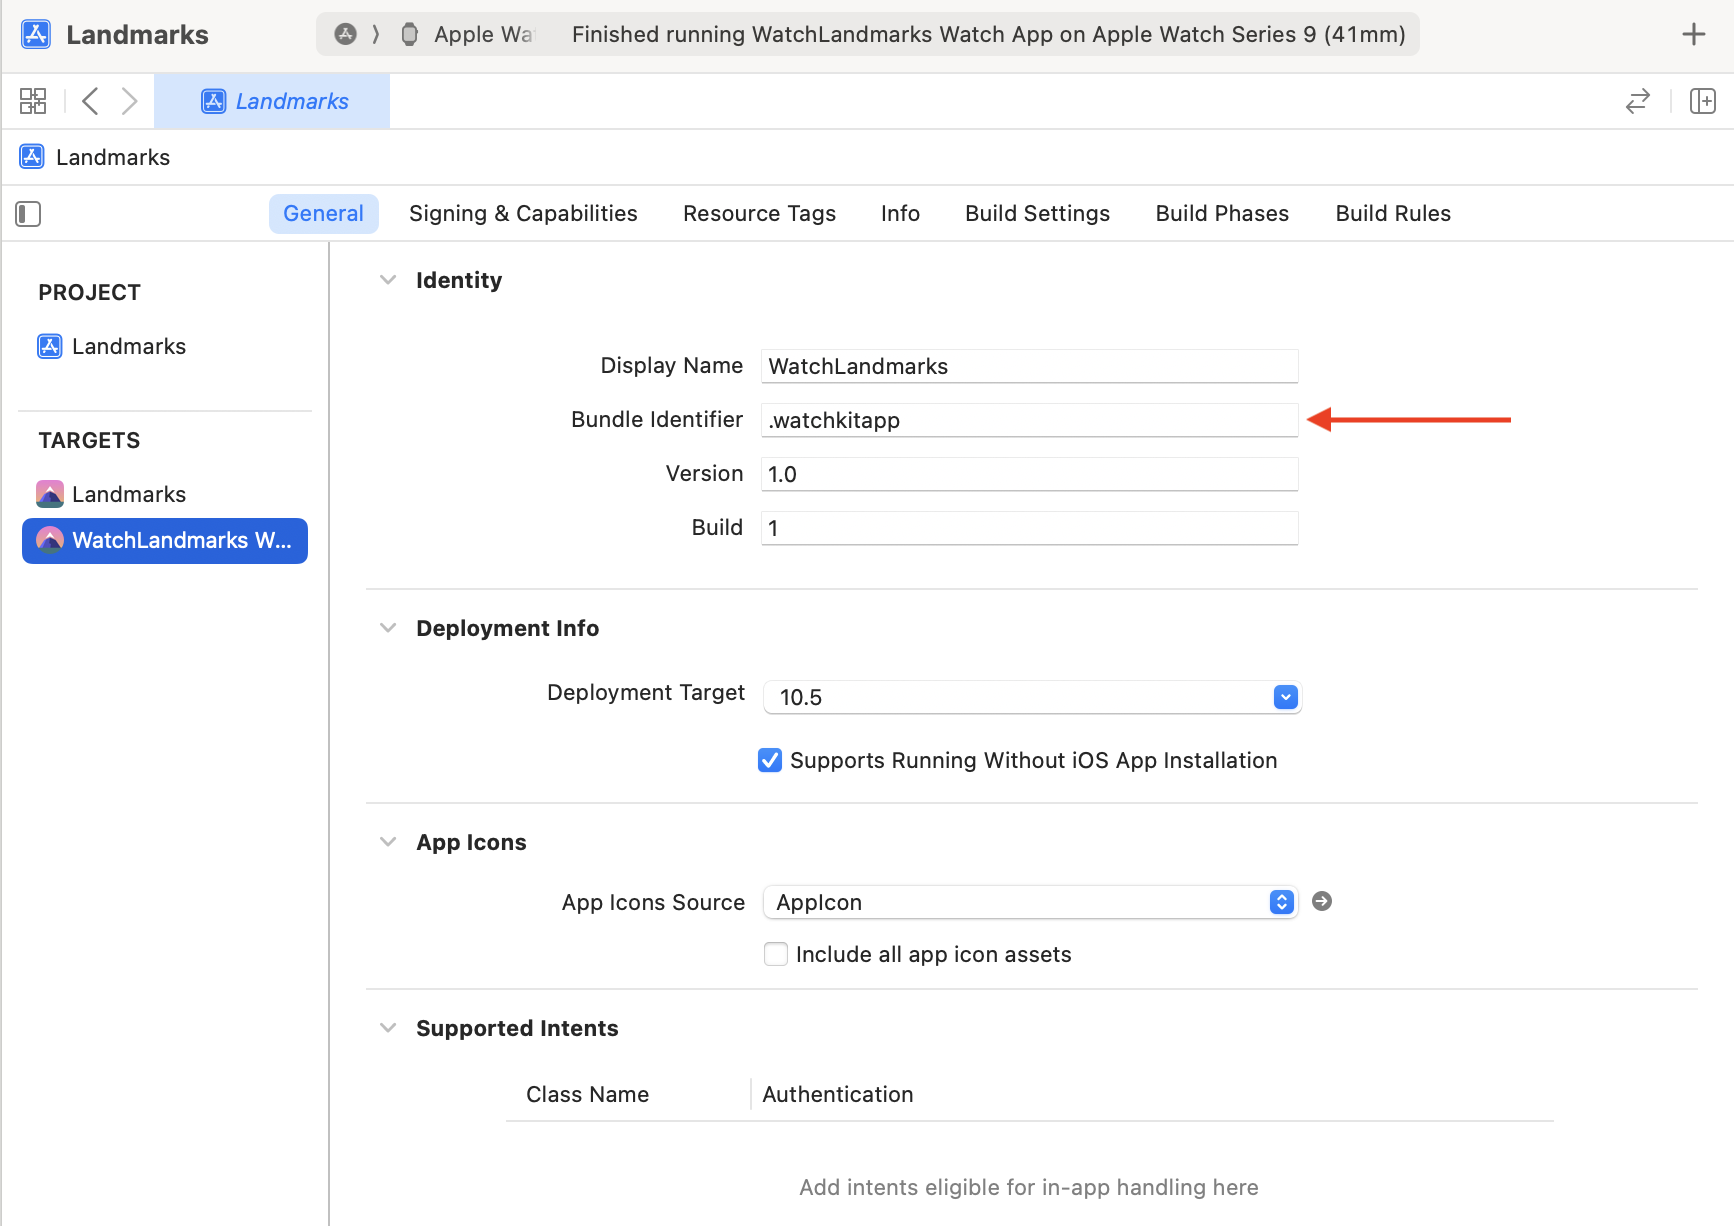 Landmarks
Apple Wa
Finished running WatchLandmarks Watch App on Apple Watch Series 9 (41mm)
Landmarks
Landmarks
General
Signing & Capabilities
Resource Tags
Info
Build Settings
Build Phases
Build Rules
PROJECT
Landmarks
TARGETS
Landmarks
WatchLandmarks W...
Identity
Display Name WatchLandmarks
Bundle Identifier .watchkitapp
Version 1.0
Build 1
Deployment Info
Deployment Target 10.5
Supports Running Without iOS App Installation
App Icons
App Icons Source AppIcon
Include all app icon assets
Supported Intents
Class Name Authentication
Add intents eligible for in-app handling here